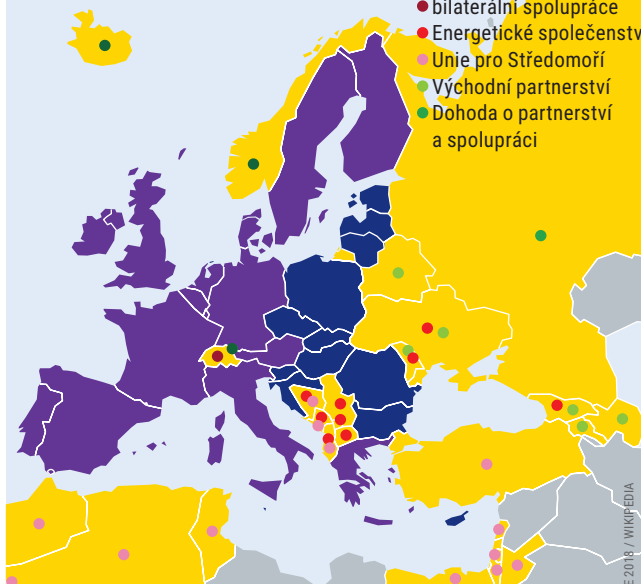 bilaterální spolupráce
Energetické společenstv
Unie pro Středomoří
Východní partnerství
Dohoda o partnerství
a spolupráci
E 2018 / WIKIPEDIA